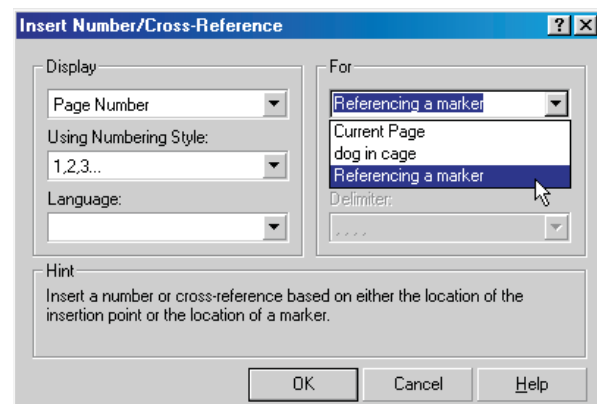 Insert Number/Cross-Reference
Display
Page Number
Using Numbering Style:
1,2,3...
Language:
For
Referencing a marker
Current Page
dog in cage
Referencing a marker
Delimiter:
, , , ,
Hint
Insert a number or cross-reference based on either the location of the
insertion point or the location of a marker.
OK
Cancel
Help